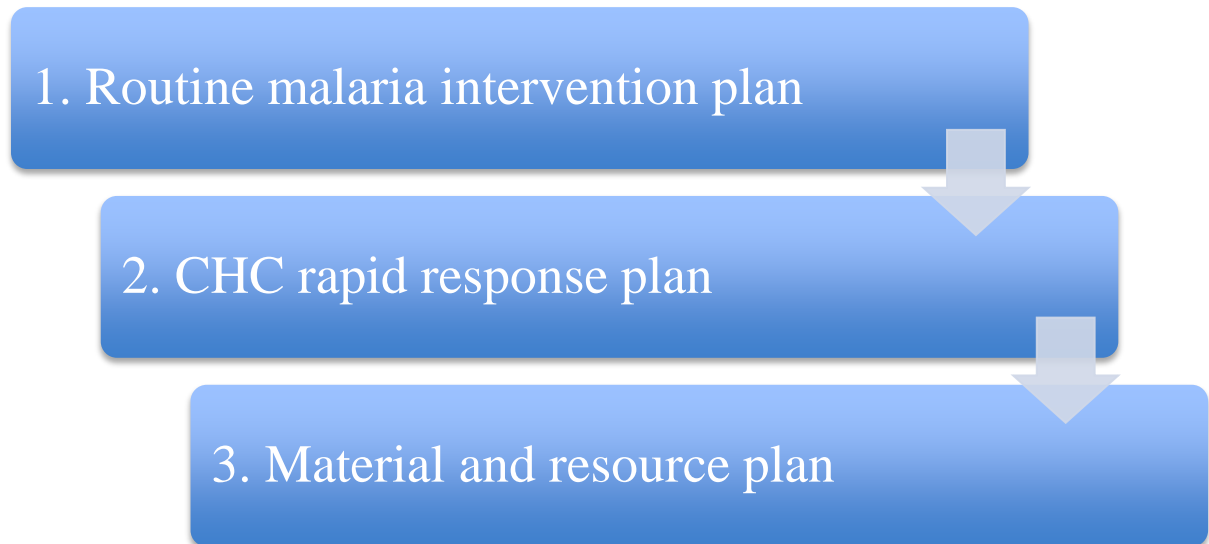 1. Routine malaria intervention plan
2. CHC rapid response plan
3. Material and resource plan